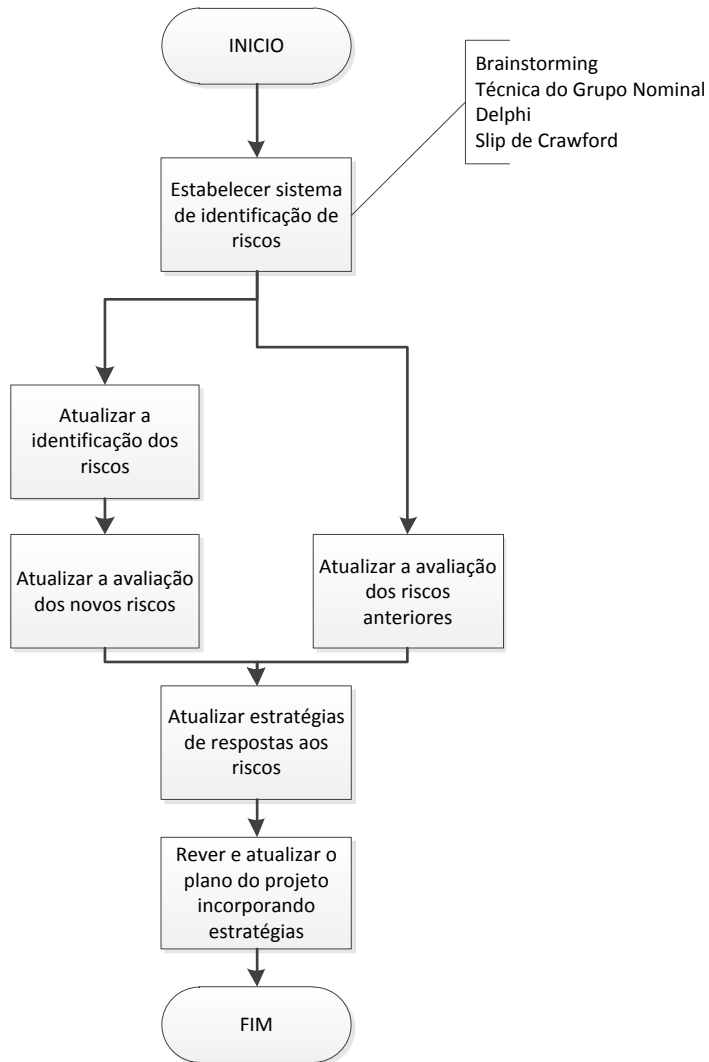 INICIO
Brainstorming
Técnica do Grupo Nominal
Delphi
Slip de Crawford
Estabelecer sistema
de identificação de
riscos
Atualizar a
identificação dos
riscos
Atualizar a avaliação
dos novos riscos
Atualizar a avaliação
dos riscos
anteriores
Atualizar estratégias
de respostas aos
riscos
Rever e atualizar o
plano do projeto
incorporando
estratégias
FIM